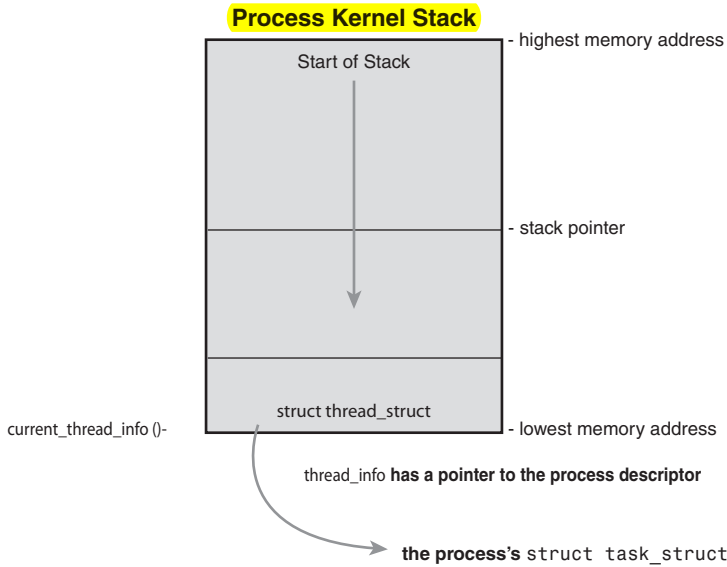 Process Kernel Stack
- highest memory address
Start of Stack
- stack pointer
struct thread_struct
current_thread_info ()-
- lowest memory address
thread_info has a pointer to the process descriptor
the process's struct task_struct